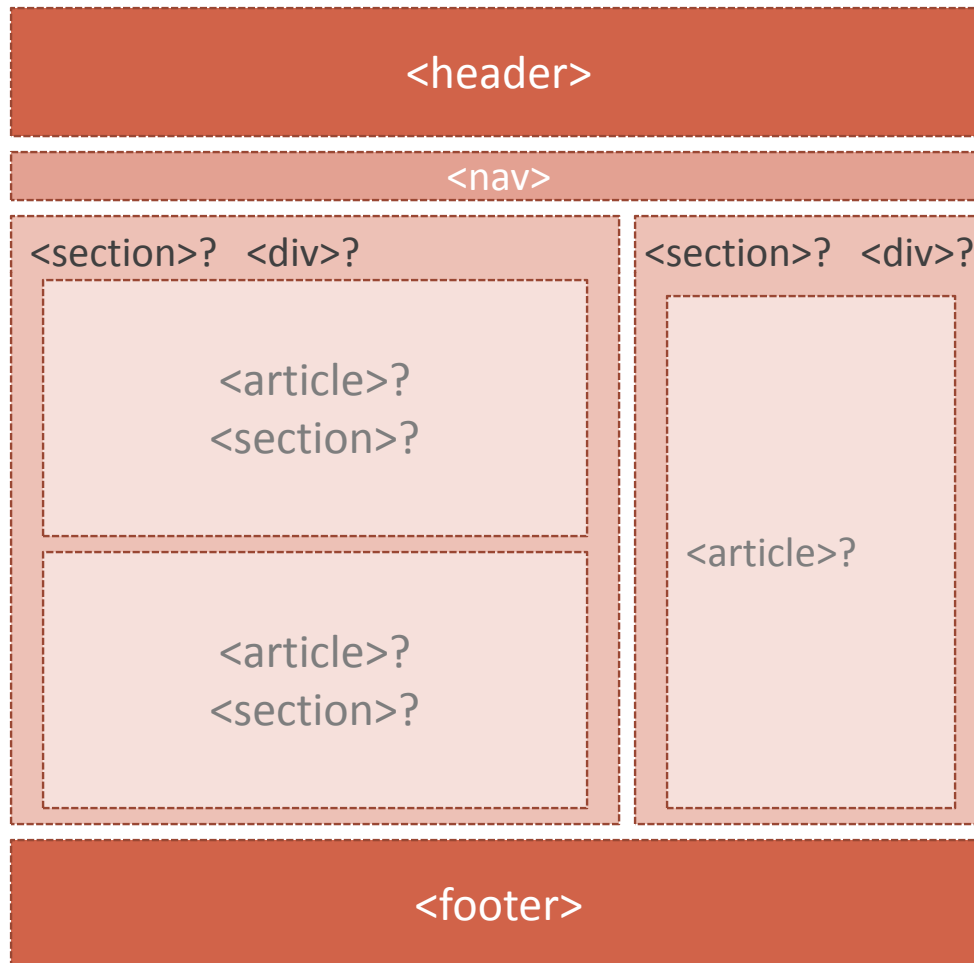 <header>
<nav>
<section>? <div>?
<article>?
<section>?
<article>?
<section>?
<section>? <div>?
<article>?
<footer>